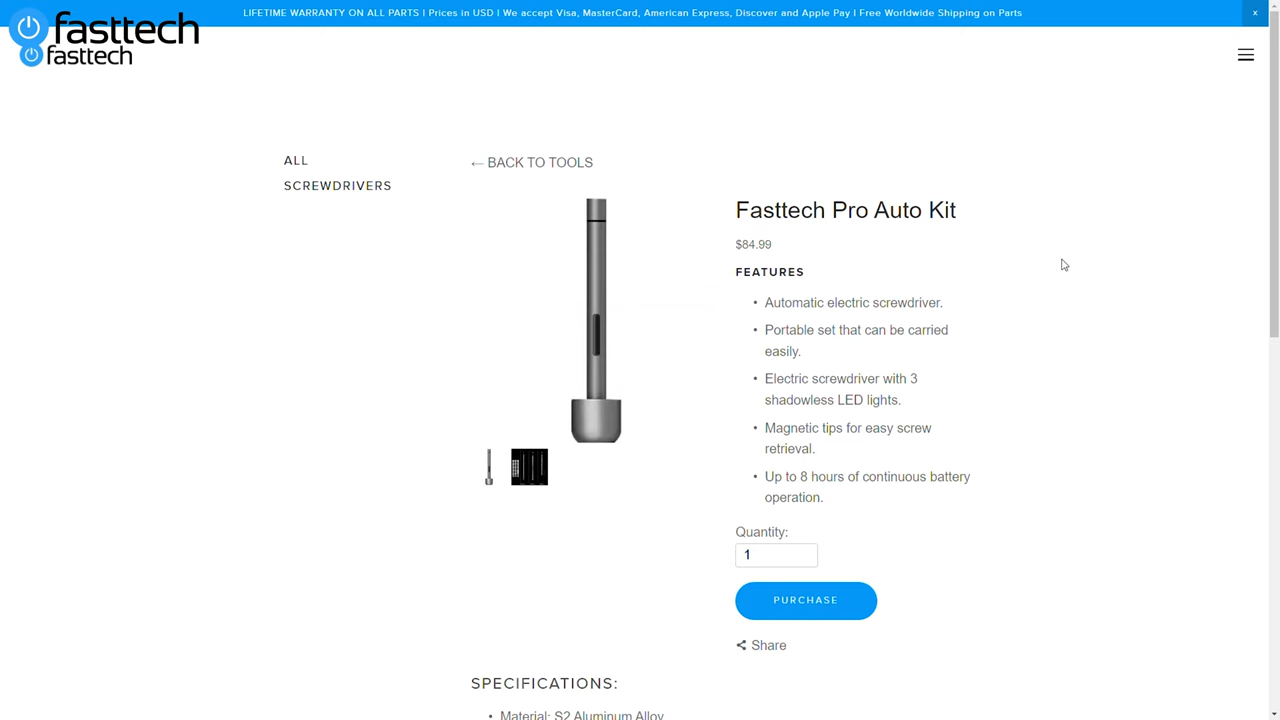 LIFETIME WARRANTY ON ALL PARTS | Prices in USD | We accept Visa, MasterCard, American Express, Discover and Apple Pay I Free Worldwide Shipping on Parts
x
fasttech
fasttech
ALL
SCREWDRIVERS
← BACK TO TOOLS
Fasttech Pro Auto Kit
$84.99
FEATURES
• Automatic electric screwdriver.
• Portable set that can be carried
easily.
• Electric screwdriver with 3
shadowless LED lights.
• Magnetic tips for easy screw
retrieval.
• Up to 8 hours of continuous battery
operation.
Quantity:
1
PURCHASE
Share
SPECIFICATIONS:
• Material: S2 Aluminum Alloy